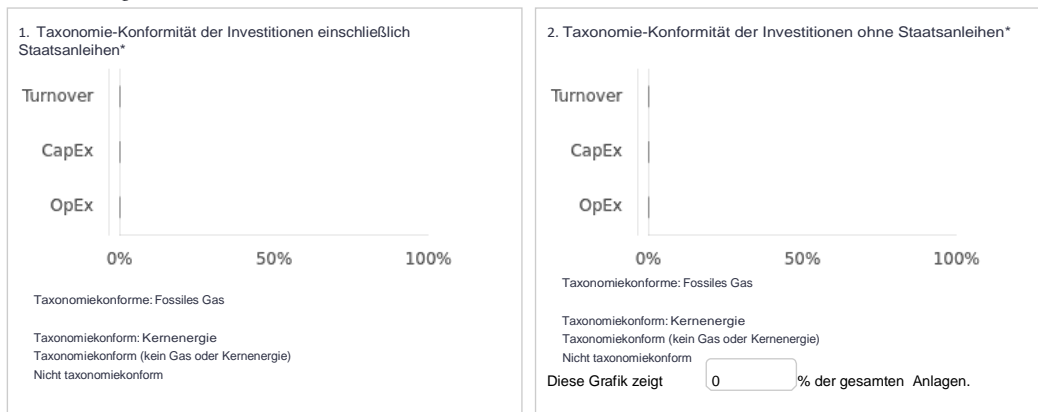 1. Taxonomie-Konformität der Investitionen einschließlich
Staatsanleihen*
Turnover
CapEx
OpEx
0% 50% 100%
Taxonomiekonforme: Fossiles Gas
Taxonomiekonform: Kernenergie
Taxonomiekonform (kein Gas oder Kernenergie)
Nicht taxonomiekonform
2. Taxonomie-Konformität der Investitionen ohne Staatsanleihen*
Turnover
CapEx
OpEx
0% 50% 100%
Taxonomiekonforme: Fossiles Gas
Taxonomiekonform: Kernenergie
Taxonomiekonform (kein Gas oder Kernenergie)
Nicht taxonomiekonform
Diese Grafik zeigt 0 % der gesamten Anlagen.